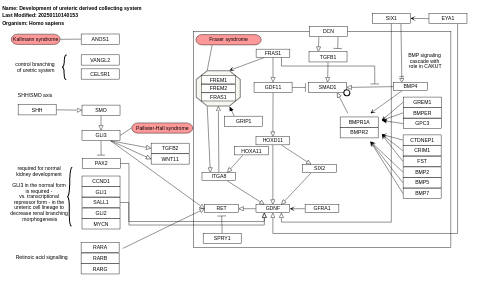 Name: Development of ureteric derived collecting system
Last Modified: 20250110140153
Organism: Homo sapiens
Kallmann syndrome
ANOS1
VANGL2
CELSR1
control branching
of ureteric system
SHH/SMO axis
SHH
SMO
GLI3
Pallister-Hall syndrome
PAX2
TGFB2
WNT11
required for normal
kidney development
GLI3 in the normal form
is required -
vs. transcriptional
repressor form - in the
ureteric cell lineage to
decrease renal branching
morphogenesis
CCND1
GLI1
SALL1
GLI2
MYCN
Retinoic acid signalling
RARA
RARB
RARG
Fraser syndrome
FRAS1
FREM1
FREM2
FRAS1
GRIP1
DCN
TGFB1
GDF11
SMAD1
HOXD11
HOXA11
ITGA8
SIX2
RET
GDNF
GFRA1
SPRY1
SIX1
EYA1
BMP signaling
cascade with
role in CAKUT
BMP4
BMPR1A
BMPR2
GREM1
BMPER
GPC3
CTDNEP1
CRIM1
FST
BMP2
BMP5
BMP7